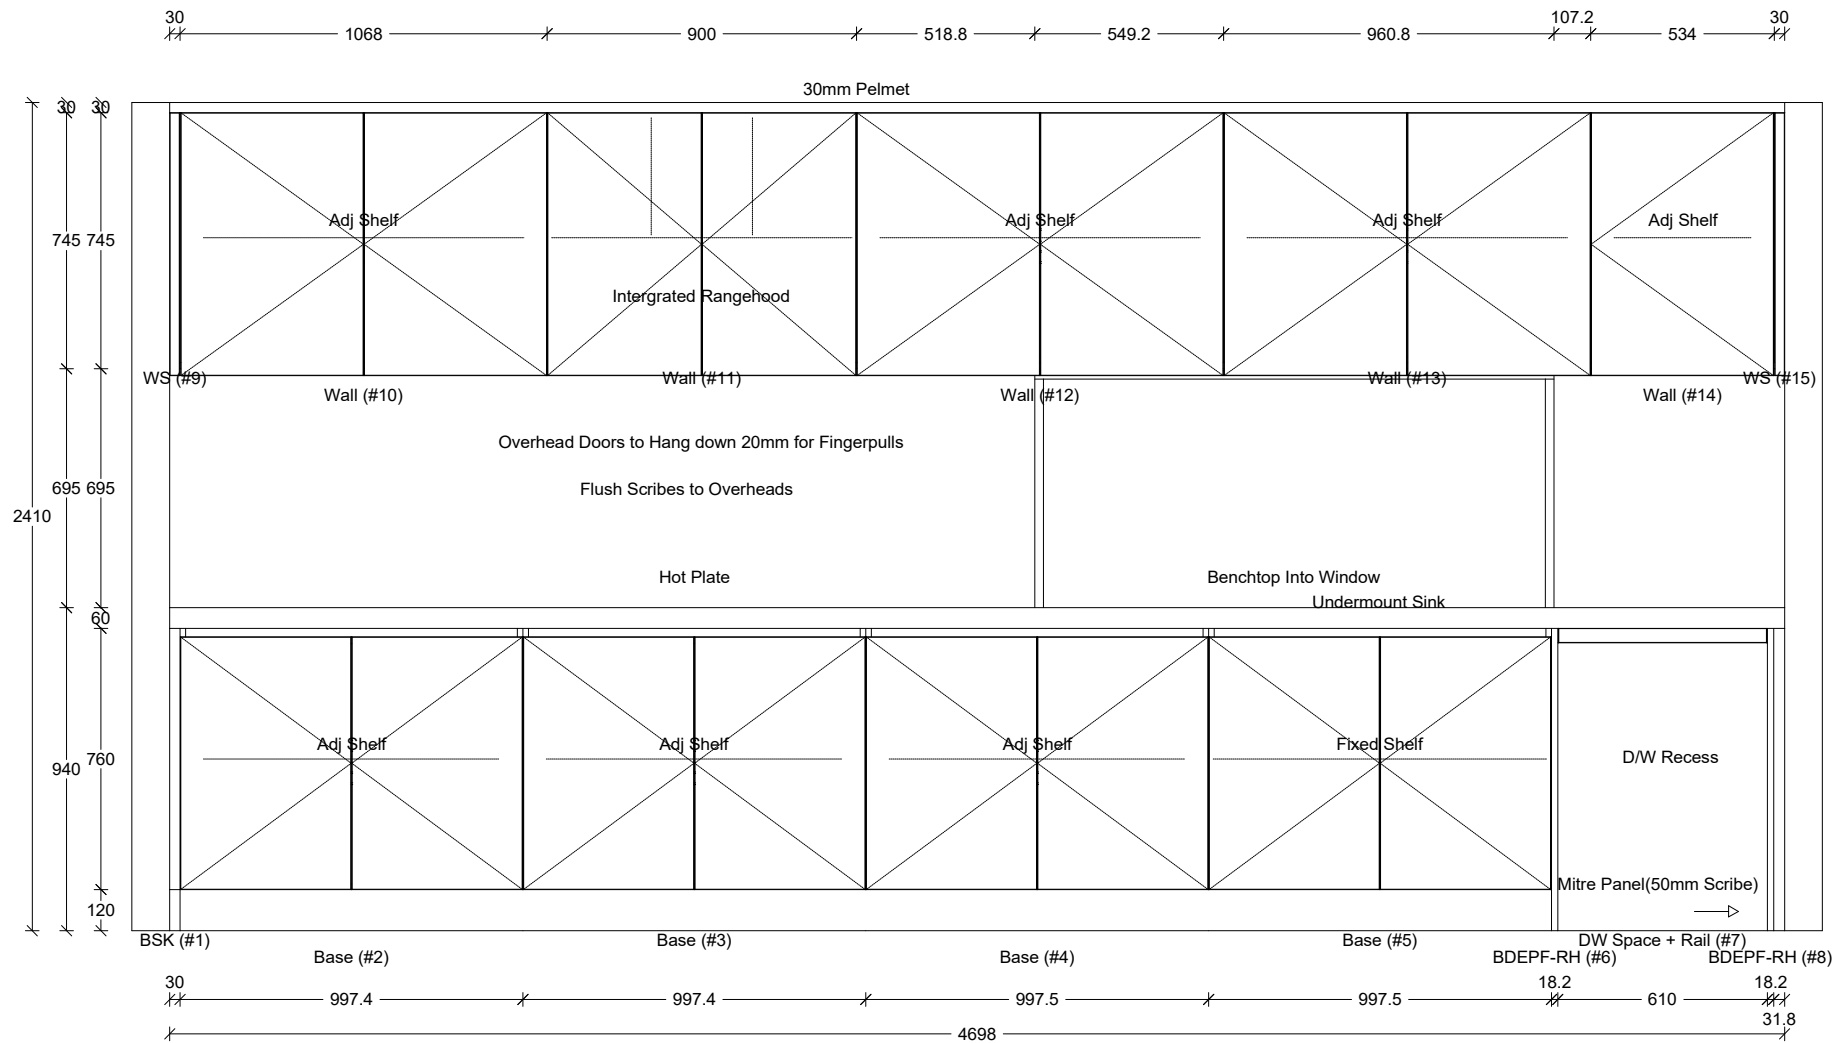 30
107.2
30
1068
900
518.8
549.2
960.8
534
30mm Pelmet
30
30
Adj Shelf
Adj Shelf
Adj Shelf
Adj Shelf
745
745
Intergrated Rangehood
WS (#9)
Wall (#11)
Wall (#13)
WS (#15)
Wall (#10)
Wall (#12)
Wall (#14)
Overhead Doors to Hang down 20mm for Fingerpulls
695
695
Flush Scribes to Overheads
2410
Hot Plate
Benchtop Into Window
Undermount Sink
60
Adj Shelf
Adj Shelf
Adj Shelf
Fixed Shelf
D/W Recess
940
760
Mitre Panel(50mm Scribe)
120
BSK (#1)
Base (#3)
Base (#5)
DW Space + Rail (#7)
Base (#2)
Base (#4)
BDEPF-RH (#6)
BDEPF-RH (#8)
30
18.2
18.2
997.4
997.4
997.5
997.5
610
31.8
4698